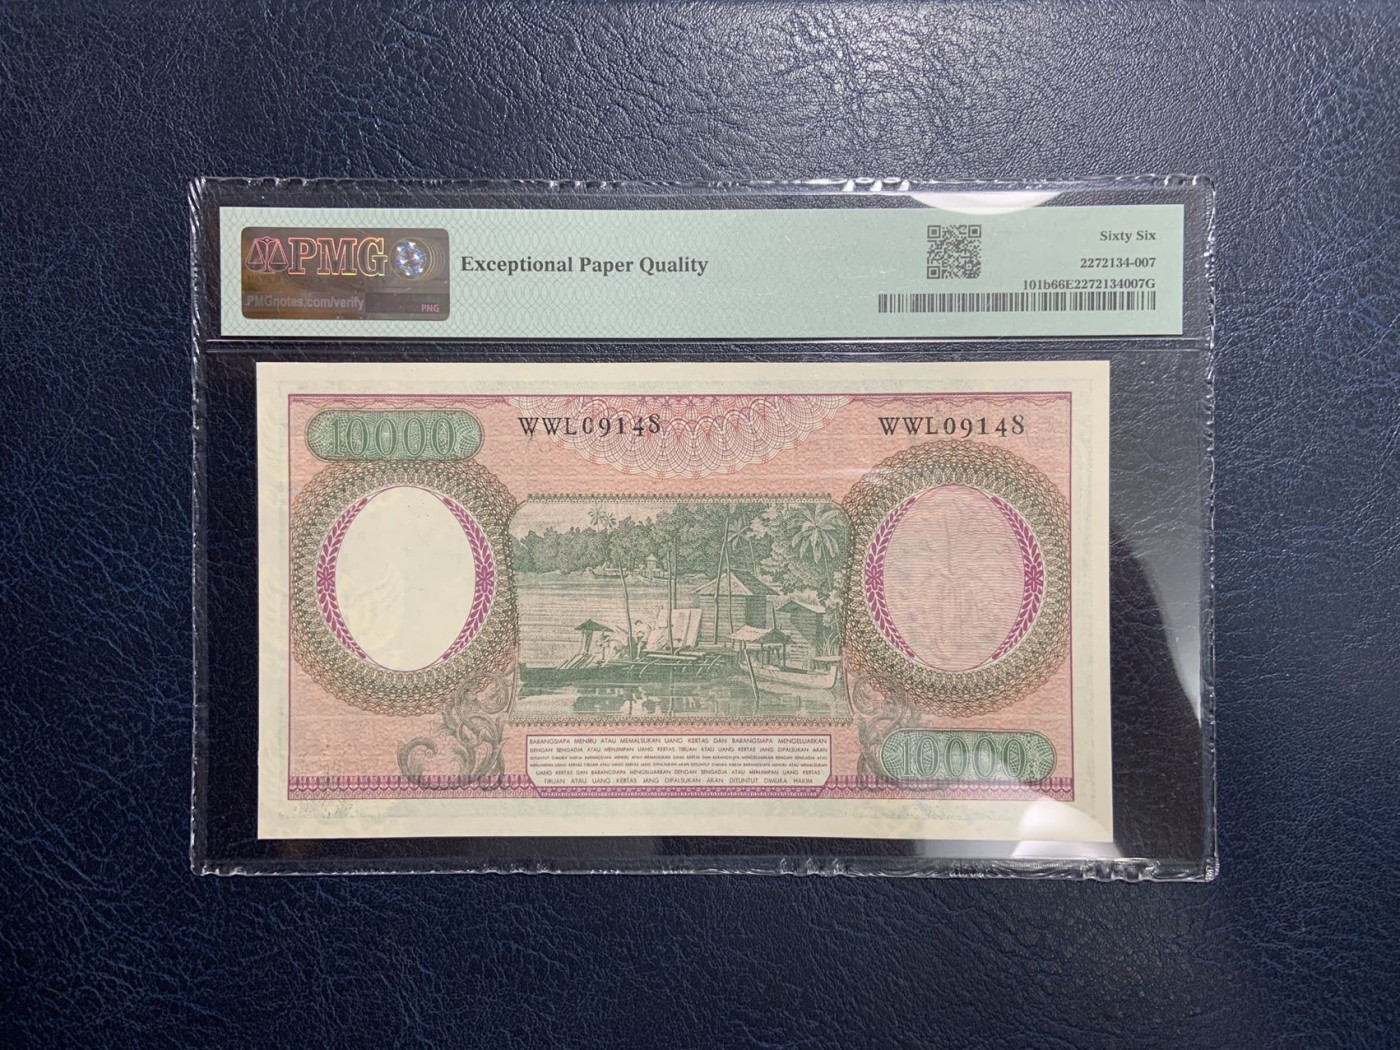 PMG
PMGnotes.com/verify
PNG
Exceptional Paper Quality
Sixty Six
2272134-007
101b66E2272134007G
10000
WWL09148
WWL09148
BARANGSIAPA MENIRU ATAU MEMALSUKAN UANG KERTAS DAN BARANGSIAPA MENGELUARKAN
DENGAN SENGADJA ATAU MENJIMPAN UANG KERTAS TIRUAN ATAU UANG KERTAS JANG DIPALSUKAN AKAN
UANG KERTAS DAN BARANGSIAPA MENGELUARKAN DENGAN SENGADJA ATAU MENJIMPAN UANG KERTAS
TIRUAN ATAU UANG KERTAS JANG DIPALSUKAN AKAN DITUNTUT DIMUKA HAKIM
10000